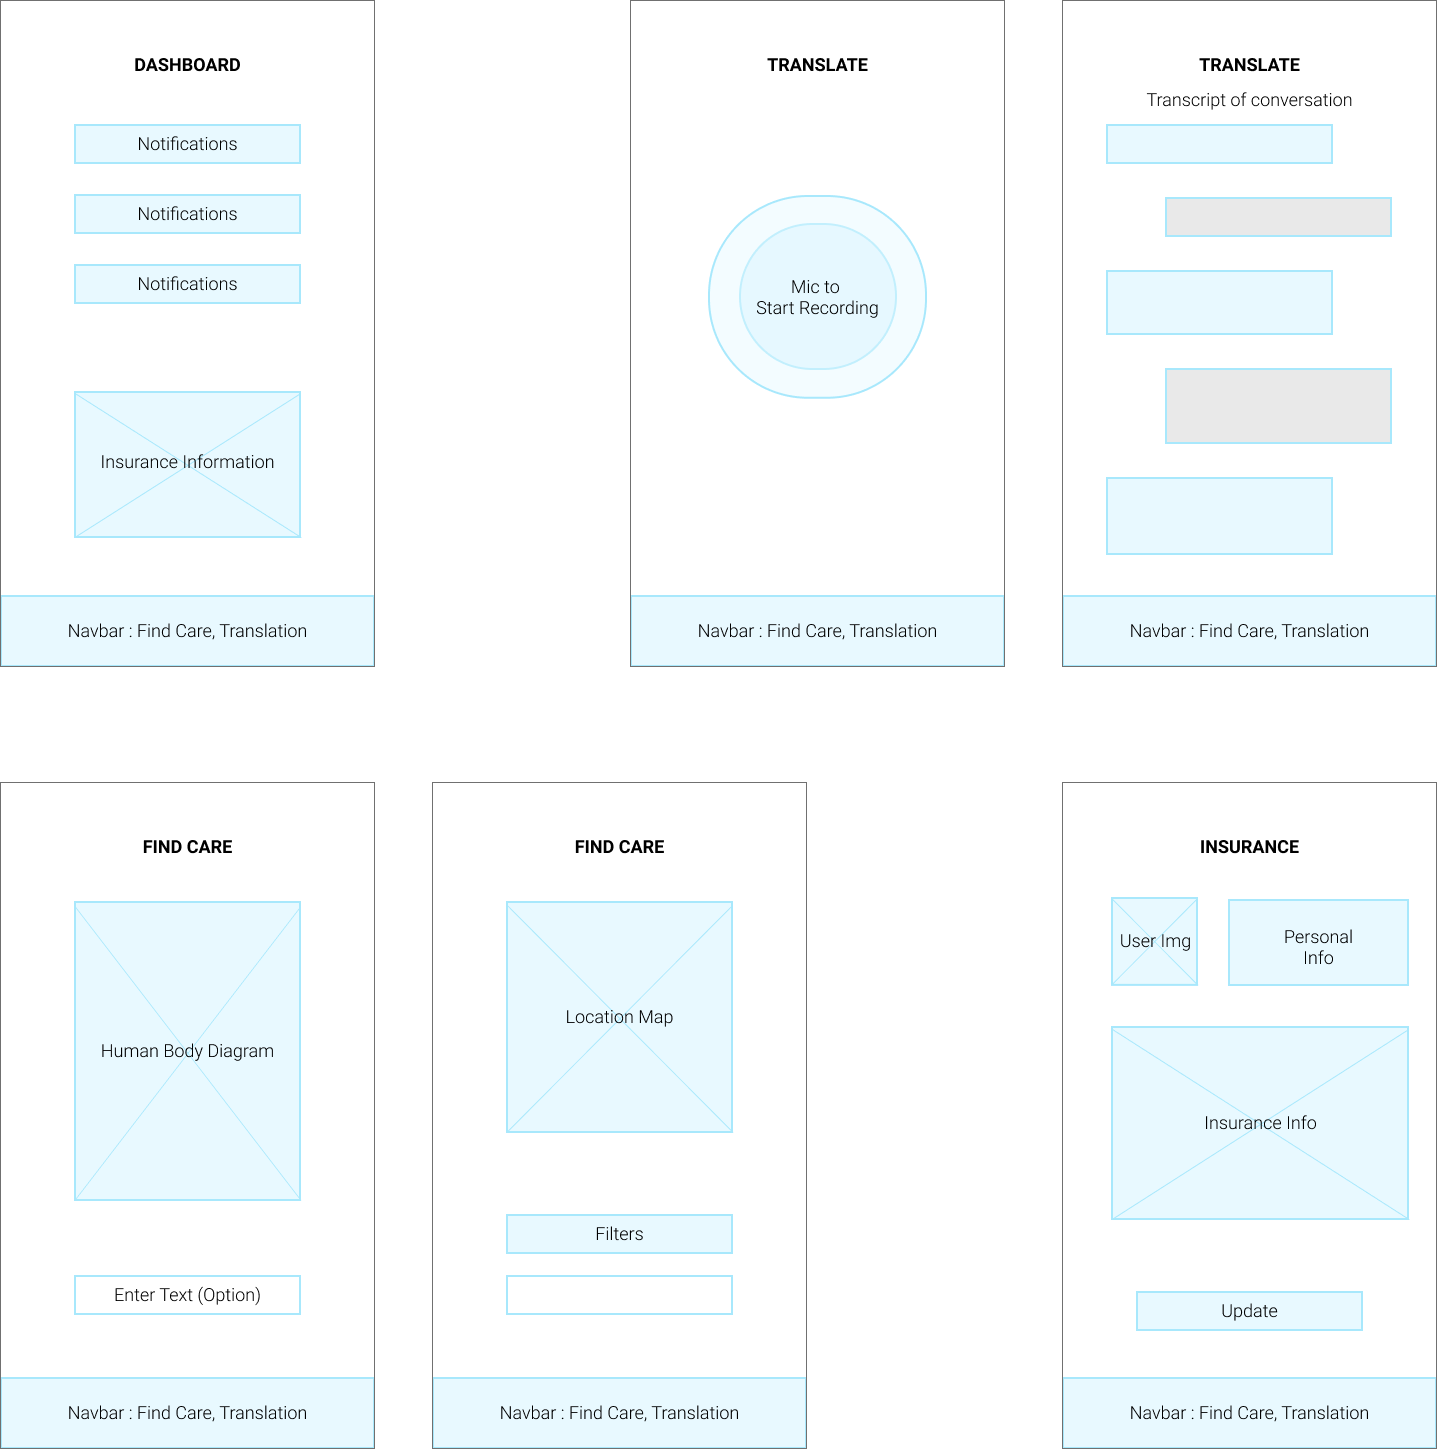 DASHBOARD
Notifications
Notifications
Notifications
Insurance Information
Navbar : Find Care, Translation
TRANSLATE
Mic to
Start Recording
Navbar : Find Care, Translation
TRANSLATE
Transcript of conversation
Navbar : Find Care, Translation
FIND CARE
Human Body Diagram
Enter Text (Option)
Navbar : Find Care, Translation
FIND CARE
Location Map
Filters
Navbar : Find Care, Translation
INSURANCE
User Img
Personal
Info
Insurance Info
Update
Navbar : Find Care, Translation